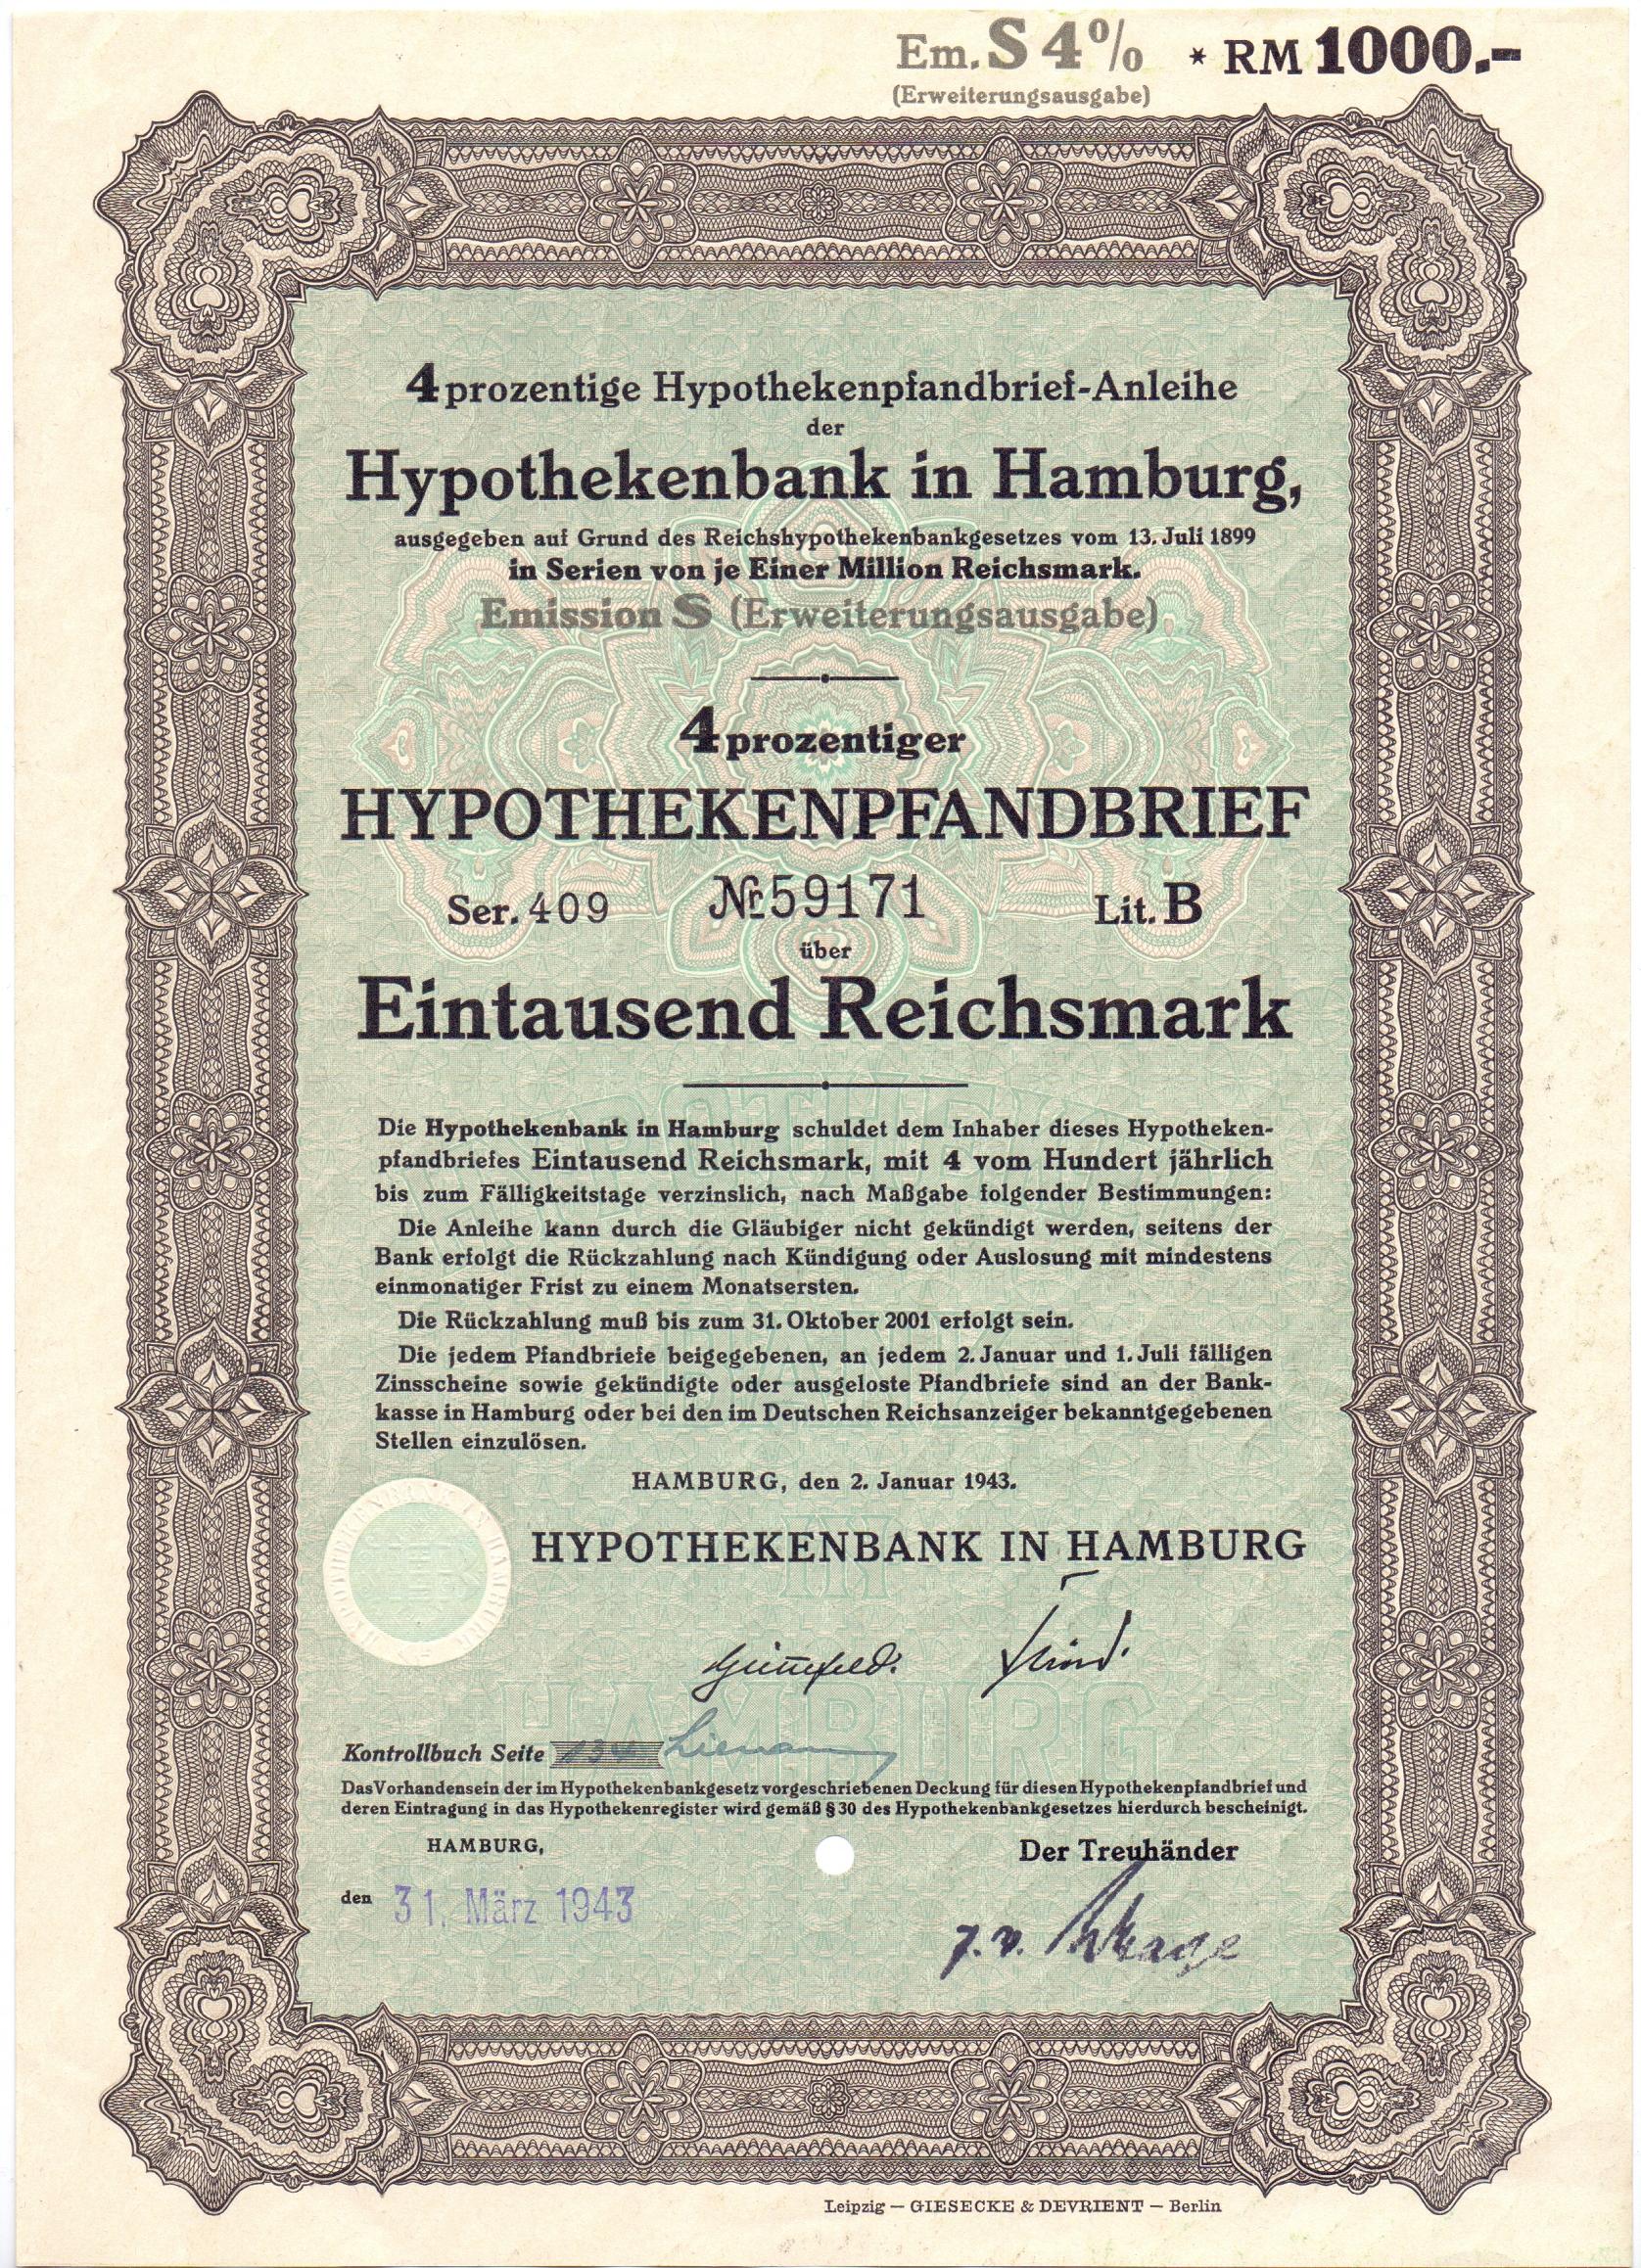 Em. S 4% * RM 1000.-
(Erweiterungsausgabe)
4 prozentige Hypothekenpfandbrief-Anleihe
der
Hypothekenbank in Hamburg,
ausgegeben auf Grund des Reichshypothekenbankgesetzes vom 13. Juli 1899
in Serien von je Einer Million Reichsmark.
Emission S (Erweiterungsausgabe)
4 prozentiger
HYPOTHEKENPFANDBRIEF
Ser. 409 Nr. 59171 Lit. B
über
Eintausend Reichsmark
Die Hypothekenbank in Hamburg schuldet dem Inhaber dieses Hypotheken-
pfandbriefes Eintausend Reichsmark, mit 4 vom Hundert jährlich
bis zum Fälligkeitstage verzinslich, nach Maßgabe folgender Bestimmungen:
Die Anleihe kann durch die Gläubiger nicht gekündigt werden, seitens der
Bank erfolgt die Rückzahlung nach Kündigung oder Auslosung mit mindestens
einmonatiger Frist zu einem Monatsersten.
Die Rückzahlung muß bis zum 31. Oktober 2001 erfolgt sein.
Die jedem Pfandbriefe beigegebenen, an jedem 2. Januar und 1. Juli fälligen
Zinsscheine sowie gekündigte oder ausgeloste Pfandbriefe sind an der Bank-
kasse in Hamburg oder bei den im Deutschen Reichsanzeiger bekanntgegebenen
Stellen einzulösen.
HAMBURG, den 2. Januar 1943.
HYPOTHEKENBANK IN HAMBURG
Kontrollbuch Seite 134
Das Vorhandensein der im Hypothekenbankgesetz vorgeschriebenen Deckung für diesen Hypothekenpfandbrief und
deren Eintragung in das Hypothekenregister wird gemäß § 30 des Hypothekenbankgesetzes hierdurch bescheinigt.
HAMBURG, Der Treuhänder
den 31. März 1943
Leipzig — GIESECKE & DEVRIENT — Berlin